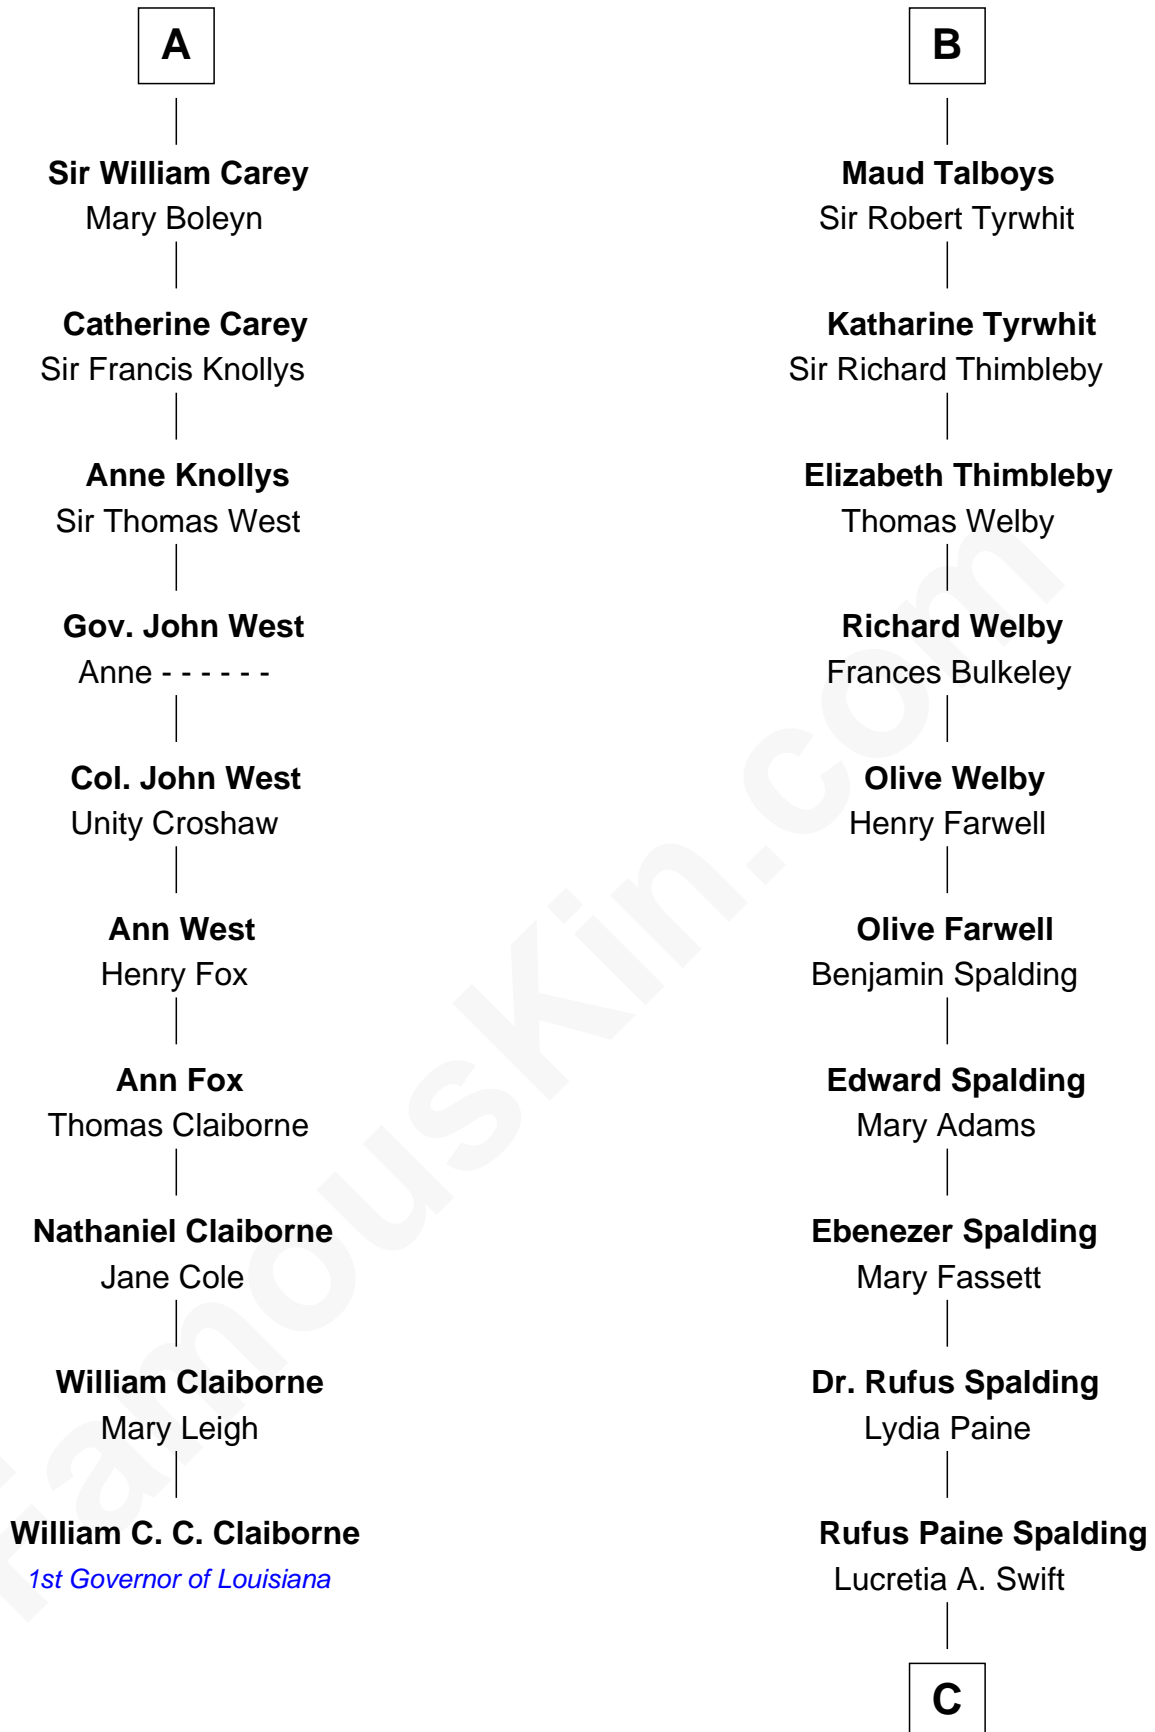 A
Sir William Carey
Mary Boleyn
Catherine Carey
Sir Francis Knollys
Anne Knollys
Sir Thomas West
Gov. John West
Anne - - - - - -
Col. John West
Unity Croshaw
Ann West
Henry Fox
Ann Fox
Thomas Claiborne
Nathaniel Claiborne
Jane Cole
William Claiborne
Mary Leigh
William C. C. Claiborne
1st Governor of Louisiana
B
Maud Talboys
Sir Robert Tyrwhit
Katharine Tyrwhit
Sir Richard Thimbleby
Elizabeth Thimbleby
Thomas Welby
Richard Welby
Frances Bulkeley
Olive Welby
Henry Farwell
Olive Farwell
Benjamin Spalding
Edward Spalding
Mary Adams
Ebenezer Spalding
Mary Fassett
Dr. Rufus Spalding
Lydia Paine
Rufus Paine Spalding
Lucretia A. Swift
C
FamousKin.com